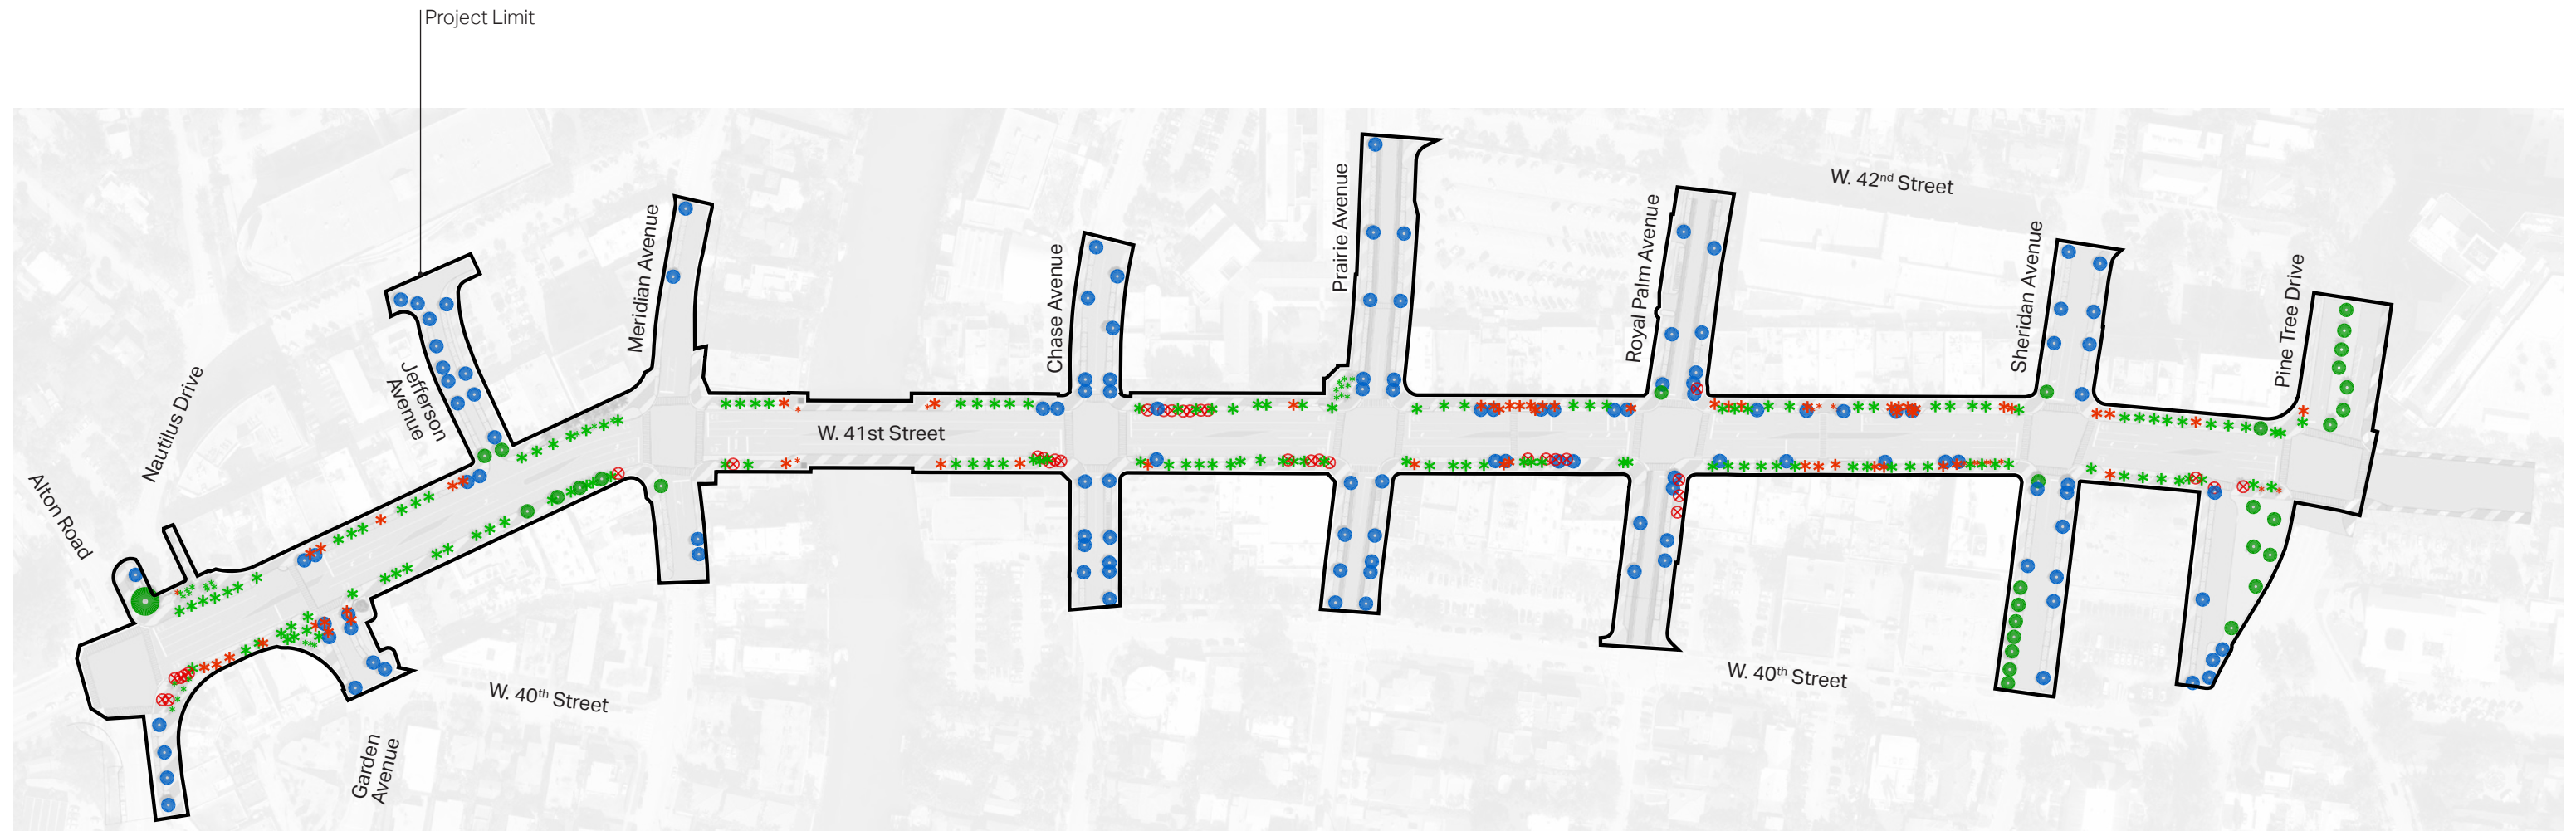 Project Limit
W. 42nd Street
Prairie Avenue
Royal Palm Avenue
Meridian Avenue
Sheridan Avenue
Chase Avenue
Pine Tree Drive
Jefferson
Avenue
Nautilus Drive
W. 41st Street
Alton Road
W. 40th Street
W. 40th Street
Garden
Avenue